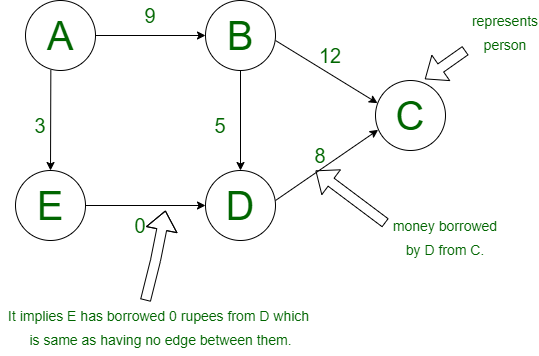 represents
person
A
9
B
12
C
3
5
8
E
0
D
money borrowed
by D from C.
It implies E has borrowed 0 rupees from D which
is same as having no edge between them.